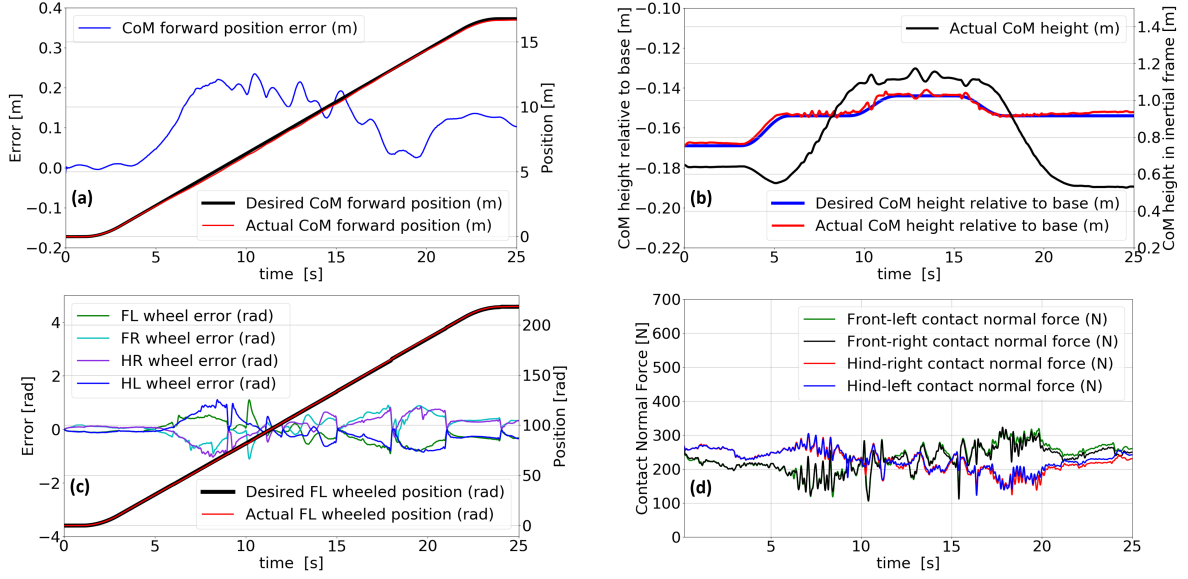 0.4
0.3
0.2
0.1
0.0
−0.1
−0.2
Error [m]
CoM forward position error (m)
(a)
Desired CoM forward position (m)
Actual CoM forward position (m)
15
10
5
0
Position [m]
0 5 10 15 20 25
time [s]
−0.10
−0.12
−0.14
−0.16
−0.18
−0.20
−0.22
CoM height relative to base [m]
Actual CoM height (m)
(b)
Desired CoM height relative to base (m)
Actual CoM height relative to base (m)
1.4
1.2
1.0
0.8
0.6
0.4
0.2
CoM height in inertial frame [m]
0 5 10 15 20 25
time [s]
4
2
0
−2
−4
Error [rad]
FL wheel error (rad)
FR wheel error (rad)
HR wheel error (rad)
HL wheel error (rad)
(c)
Desired FL wheeled position (rad)
Actual FL wheeled position (rad)
200
150
100
50
0
Position [rad]
0 5 10 15 20 25
time [s]
700
600
500
400
300
200
100
0
Contact Normal Force [N]
Front-left contact normal force (N)
Front-right contact normal force (N)
Hind-right contact normal force (N)
Hind-left contact normal force (N)
(d)
5 10 15 20 25
time [s]